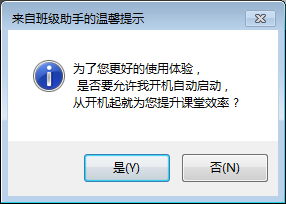 来自班级助手的温馨提示
为了您更好的使用体验，
是否要允许我开机自动启动，
从开机起就为您提升课堂效率？
是(Y)
否(N)